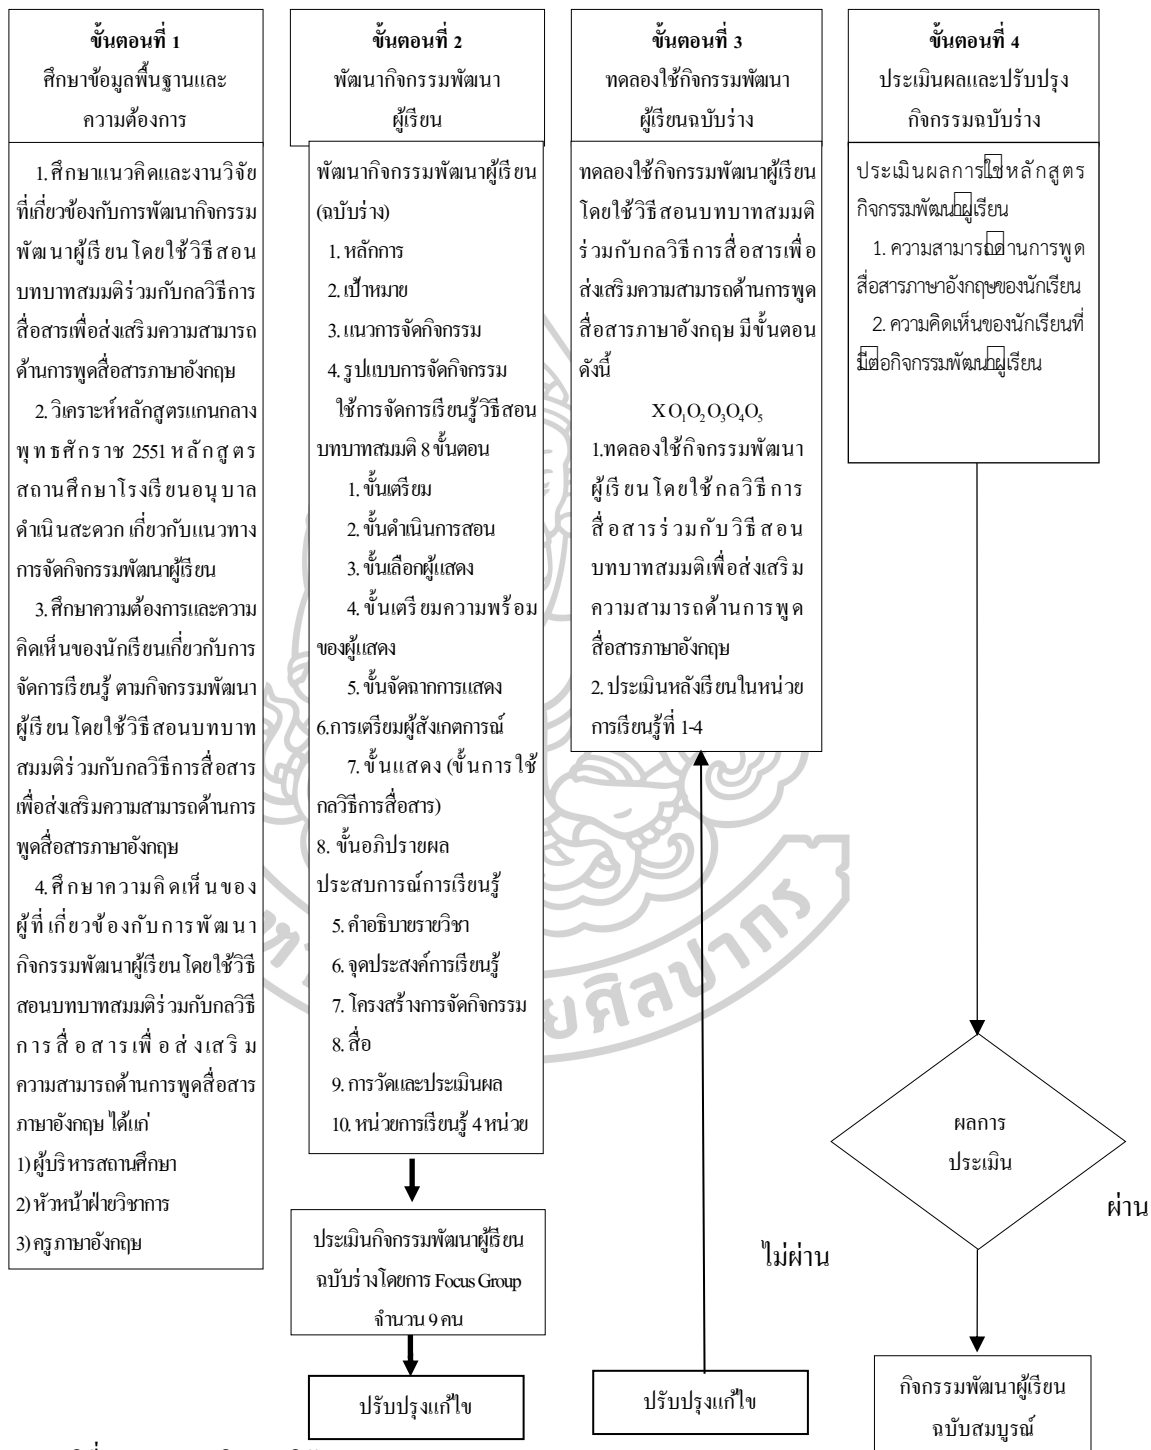 ขั้นตอนที่ 1
ศึกษาข้อมูลพื้นฐานและ
ความต้องการ
1. ศึกษาแนวคิดและงานวิจัย
ที่เกี่ยวข้องกับการพัฒนากิจกรรม
พัฒนาผู้เรียนโดยใช้วิธีสอน
บทบาทสมมติร่วมกับกลวิธีการ
สื่อสารเพื่อส่งเสริมความสามารถ
ด้านการพูดสื่อสารภาษาอังกฤษ
2. วิเคราะห์หลักสูตรแกนกลาง
พุทธศักราช 2551 หลักสูตร
สถานศึกษาโรงเรียนอนุบาล
ดำเนินสะดวก เกี่ยวกับแนวทาง
การจัดกิจกรรมพัฒนาผู้เรียน
3. ศึกษาความต้องการและความ
คิดเห็นของนักเรียนเกี่ยวกับการ
จัดการเรียนรู้ ตามกิจกรรมพัฒนา
ผู้เรียนโดยใช้วิธีสอนบทบาท
สมมติร่วมกับกลวิธีการสื่อสาร
เพื่อส่งเสริมความสามารถด้านการ
พูดสื่อสารภาษาอังกฤษ
4. ศึกษาความคิดเห็นของ
ผู้ที่เกี่ยวข้องกับการพัฒนา
กิจกรรมพัฒนาผู้เรียนโดยใช้วิธี
สอนบทบาทสมมติร่วมกับกลวิธี
การสื่อสารเพื่อส่งเสริม
ความสามารถด้านการพูดสื่อสาร
ภาษาอังกฤษ ได้แก่
1) ผู้บริหารสถานศึกษา
2) หัวหน้าฝ่ายวิชาการ
3) ครูภาษาอังกฤษ
ขั้นตอนที่ 2
พัฒนากิจกรรมพัฒนา
ผู้เรียน
พัฒนากิจกรรมพัฒนาผู้เรียน
(ฉบับร่าง)
1. หลักการ
2. เป้าหมาย
3. แนวการจัดกิจกรรม
4. รูปแบบการจัดกิจกรรม
ใช้การจัดการเรียนรู้วิธีสอน
บทบาทสมมติ 8 ขั้นตอน
1. ขั้นเตรียม
2. ขั้นดำเนินการสอน
3. ขั้นเลือกผู้แสดง
4. ขั้นเตรียมความพร้อม
ของผู้แสดง
5. ขั้นจัดฉากการแสดง
6.การเตรียมผู้สังเกตการณ์
7. ขั้นแสดง (ขั้นการใช้
กลวิธีการสื่อสาร)
8. ขั้นอภิปรายผล
ประสบการณ์การเรียนรู้
5. คำอธิบายรายวิชา
6. จุดประสงค์การเรียนรู้
7. โครงสร้างการจัดกิจกรรม
8. สื่อ
9. การวัดและประเมินผล
10. หน่วยการเรียนรู้ 4 หน่วย
ประเมินกิจกรรมพัฒนาผู้เรียน
ฉบับร่างโดยการ Focus Group
จำนวน 9 คน
ปรับปรุงแก้ไข
ขั้นตอนที่ 3
ทดลองใช้กิจกรรมพัฒนา
ผู้เรียนฉบับร่าง
ทดลองใช้กิจกรรมพัฒนาผู้เรียน
โดยใช้วิธีสอนบทบาทสมมติ
ร่วมกับกลวิธีการสื่อสารเพื่อ
ส่งเสริมความสามารถด้านการพูด
สื่อสารภาษาอังกฤษ มีขั้นตอน
ดังนี้
X O₁O₂O₃O₄O₅
1.ทดลองใช้กิจกรรมพัฒนา
ผู้เรียนโดยใช้กลวิธีการ
สื่อสารร่วมกับวิธีสอน
บทบาทสมมติเพื่อส่งเสริม
ความสามารถด้านการพูด
สื่อสารภาษาอังกฤษ
2. ประเมินหลังเรียนในหน่วย
การเรียนรู้ที่ 1-4
ปรับปรุงแก้ไข
ขั้นตอนที่ 4
ประเมินผลและปรับปรุง
กิจกรรมฉบับร่าง
ประเมินผลการใช้หลักสูตร
กิจกรรมพัฒนาผู้เรียน
1. ความสามารถด้านการพูด
สื่อสารภาษาอังกฤษของนักเรียน
2. ความคิดเห็นของนักเรียนที่
มีต่อกิจกรรมพัฒนาผู้เรียน
ผลการ
ประเมิน
ผ่าน
ไม่ผ่าน
กิจกรรมพัฒนาผู้เรียน
ฉบับสมบูรณ์